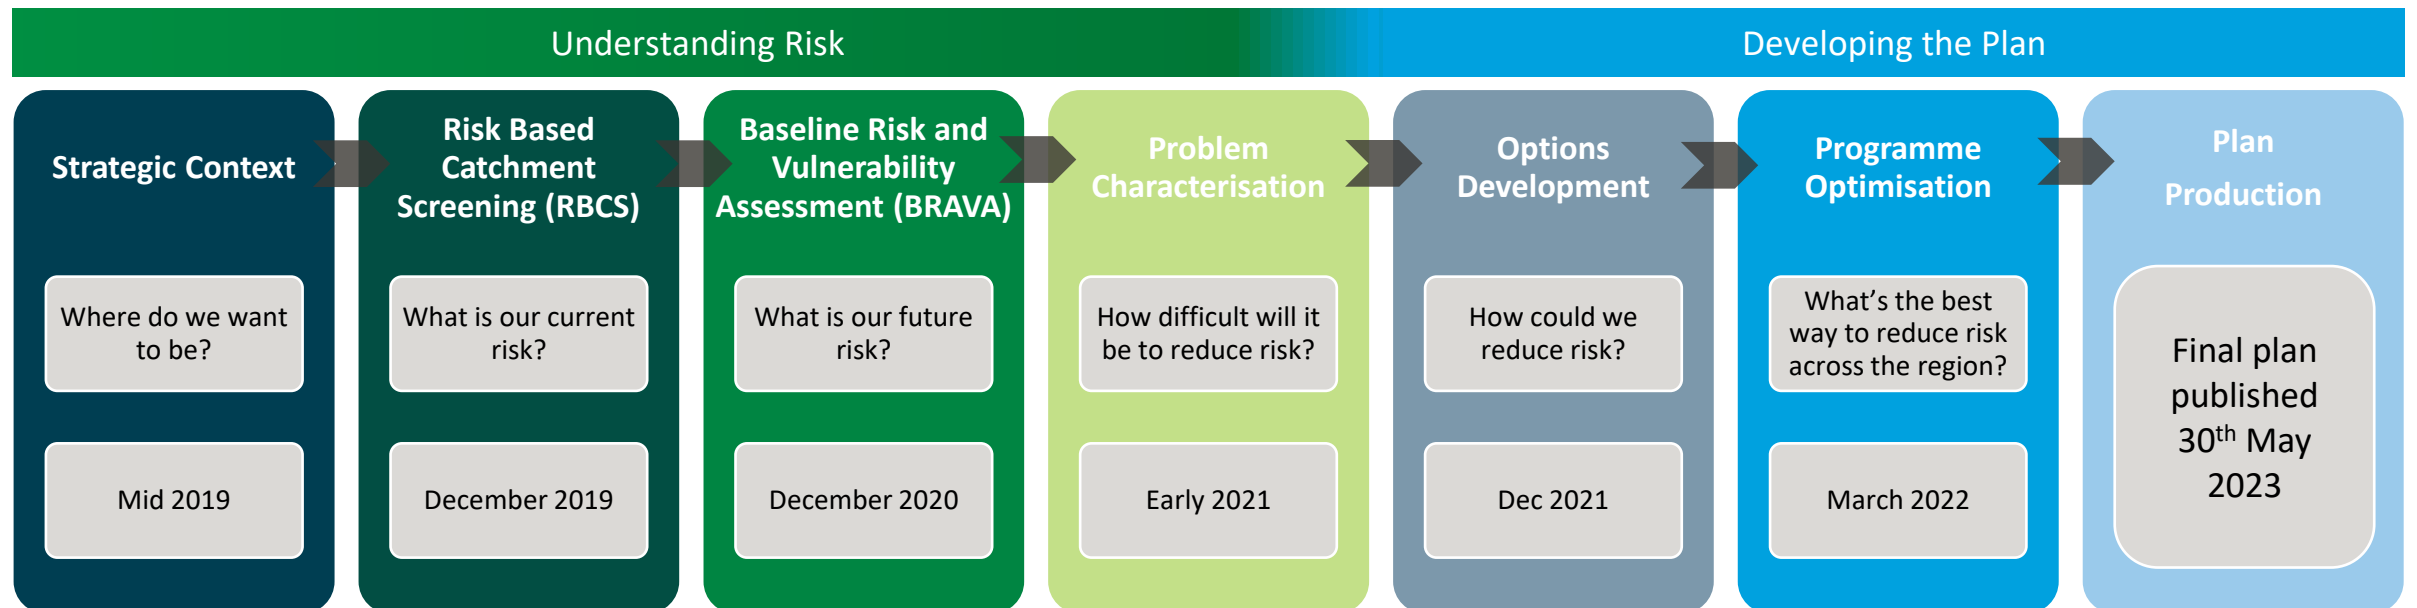 Understanding Risk
Developing the Plan
Strategic Context
Where do we want
to be?
Mid 2019
Risk Based
Catchment
Screening (RBCS)
What is our current
risk?
December 2019
Baseline Risk and
Vulnerability
Assessment (BRAVA)
What is our future
risk?
December 2020
Problem
Characterisation
How difficult will it
be to reduce risk?
Early 2021
Options
Development
How could we
reduce risk?
Dec 2021
Programme
Optimisation
What’s the best
way to reduce risk
across the region?
March 2022
Plan
Production
Final plan
published
30th May
2023